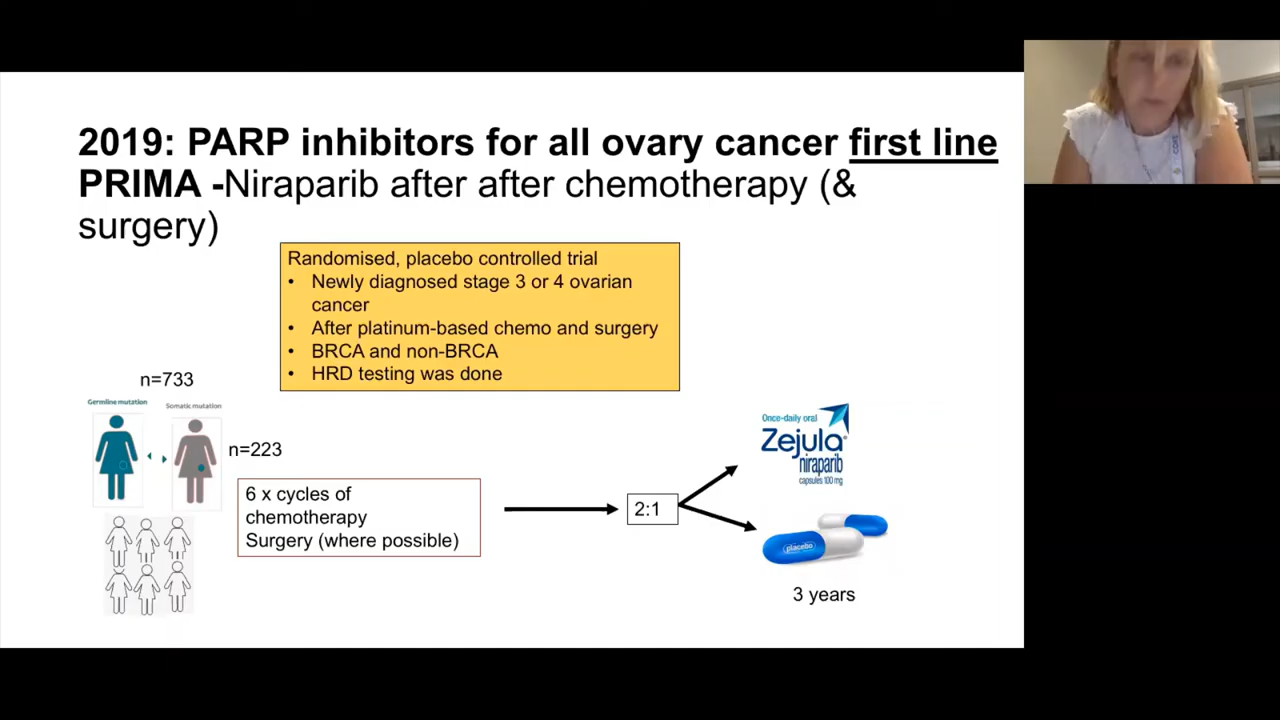 2019: PARP inhibitors for all ovary cancer first line
PRIMA -Niraparib after after chemotherapy (&
surgery)
Randomised, placebo controlled trial
• Newly diagnosed stage 3 or 4 ovarian
cancer
• After platinum-based chemo and surgery
• BRCA and non-BRCA
• HRD testing was done
n=733
Germline mutation
Somatic mutation
n=223
6 x cycles of
chemotherapy
Surgery (where possible)
2:1
Once-daily oral
Zejula®
niraparib
capsules 100 mg
placebo
3 years